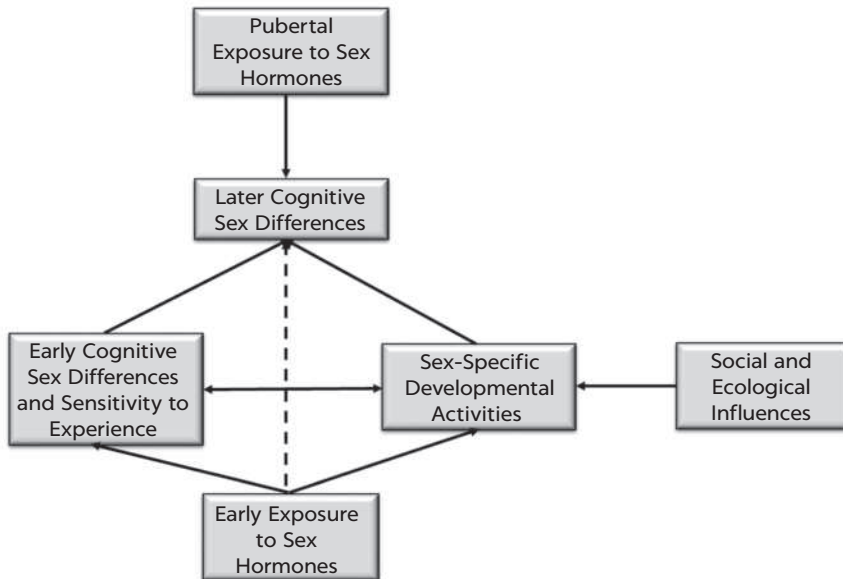 Pubertal
Exposure to Sex
Hormones
Later Cognitive
Sex Differences
Early Cognitive
Sex Differences
and Sensitivity to
Experience
Sex-Specific
Developmental
Activities
Social and
Ecological
Influences
Early Exposure
to Sex
Hormones